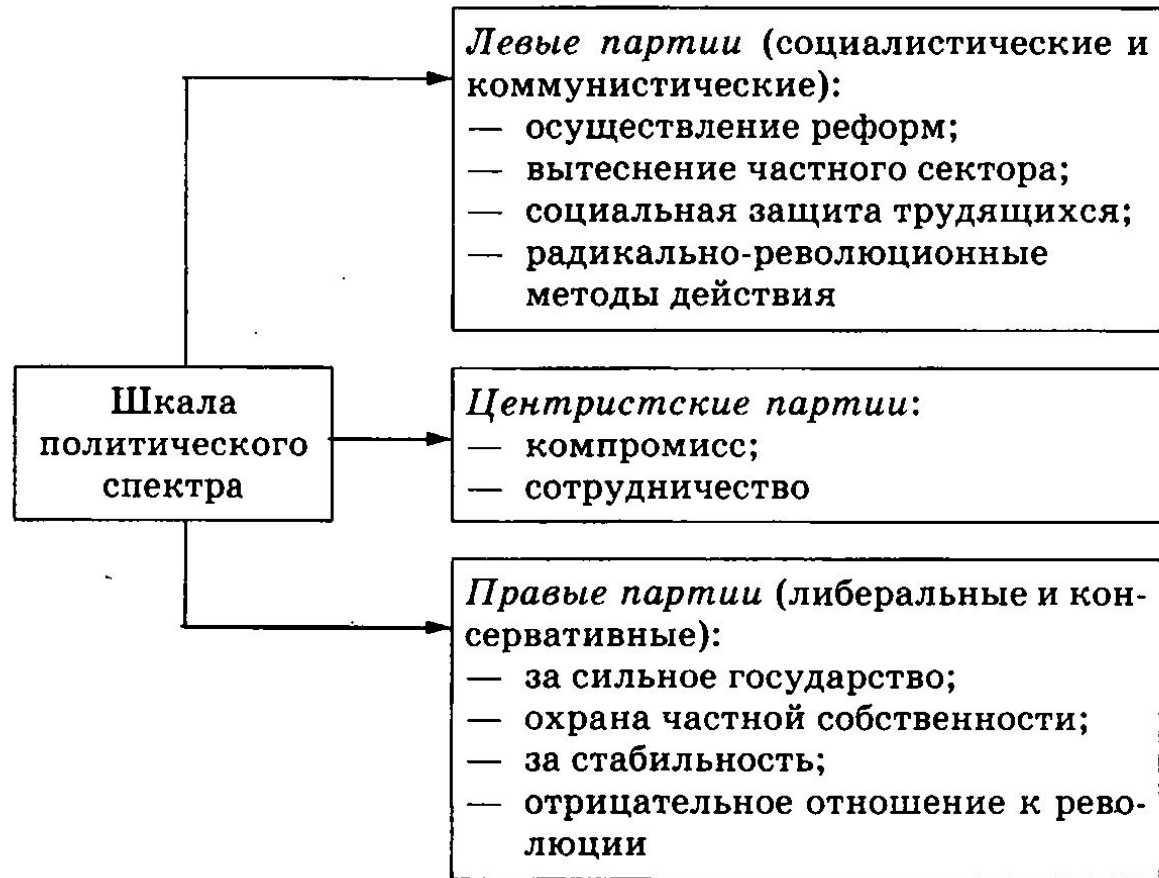 Левые партии (социалистические и
коммунистические):
— осуществление реформ;
— вытеснение частного сектора;
— социальная защита трудящихся;
— радикально-революционные
методы действия
Шкала
политического
спектра
Центристские партии:
— компромисс;
— сотрудничество
Правые партии (либеральные и кон-
сервативные):
— за сильное государство;
— охрана частной собственности;
— за стабильность;
— отрицательное отношение к рево-
люции